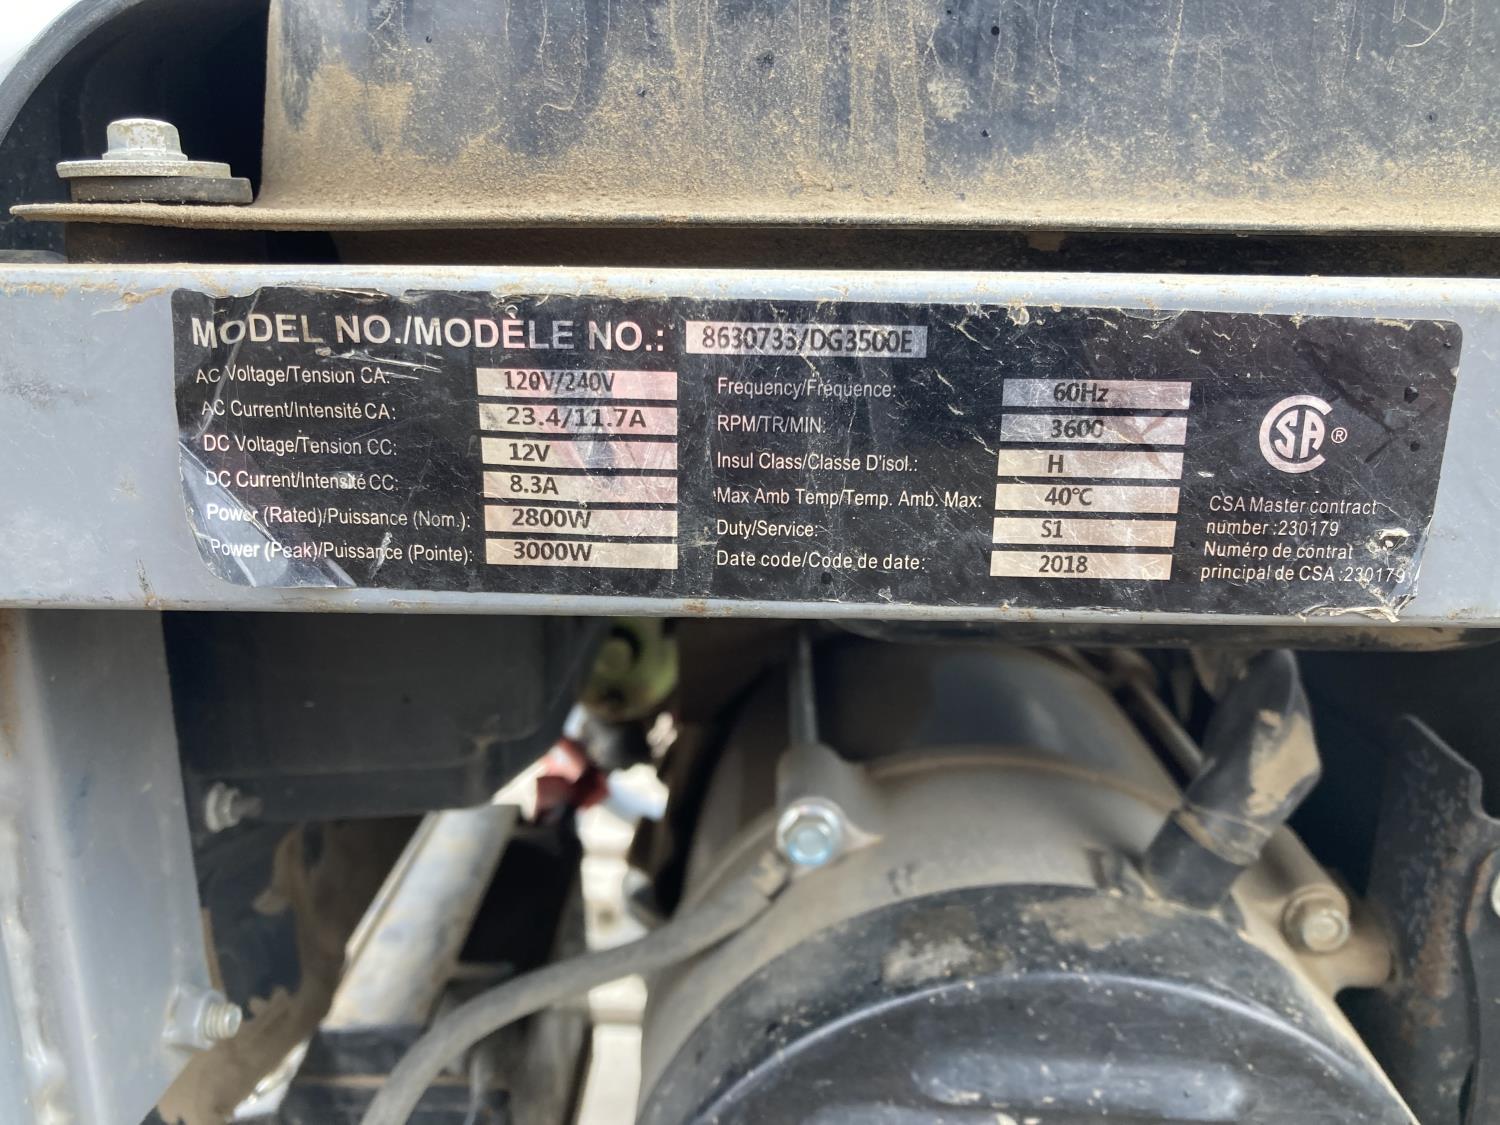 MODEL NO./MODÈLE NO.: 8630733/DG3500E
AC Voltage/Tension CA: 120V/240V
AC Current/Intensité CA: 23.4/11.7A
DC Voltage/Tension CC: 12V
DC Current/Intensité CC: 8.3A
Power (Rated)/Puissance (Nom.): 2800W
Power (Peak)/Puissance (Pointe): 3000W
Frequency/Fréquence: 60Hz
RPM/TR/MIN: 3600
Insul Class/Classe D'isol.: H
Max Amb Temp/Temp. Amb. Max: 40℃
Duty/Service: S1
Date code/Code de date: 2018
CSA ®
CSA Master contract
number :230179
Numéro de contrat
principal de CSA :230179